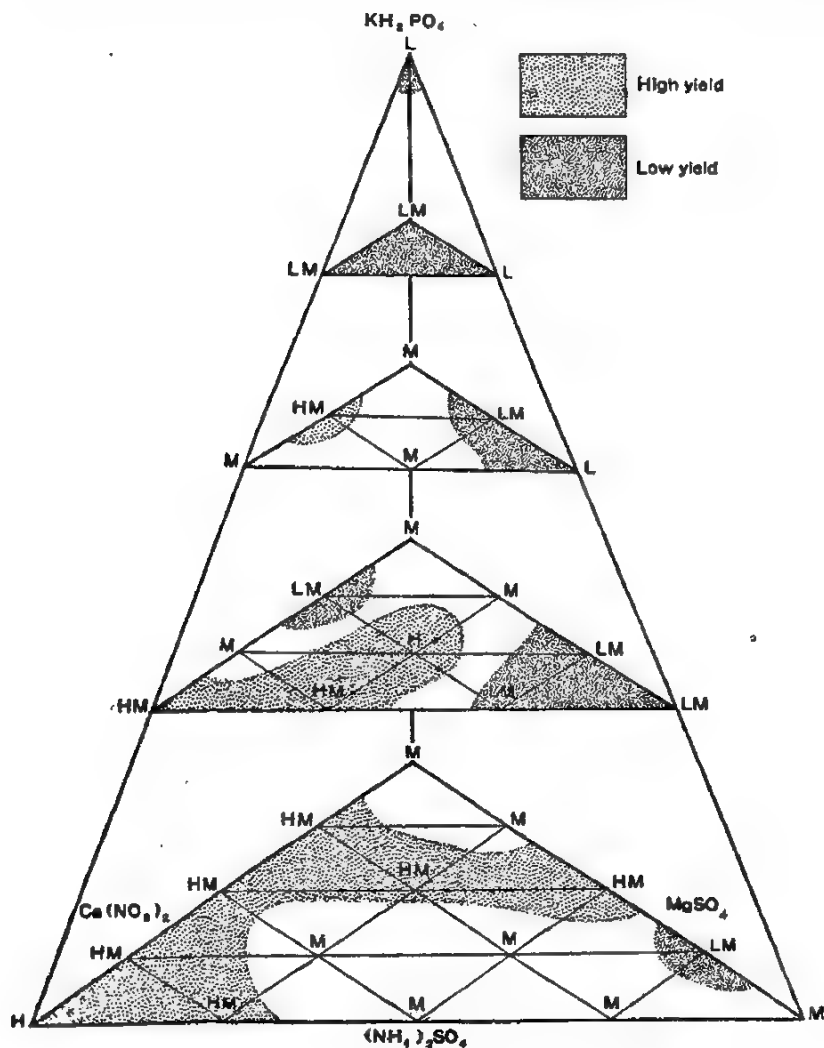 KH₂PO₄
L
High yield
Low yield
LM
LM L
M
HM LM
M M L
M
LM M
M H LM
HM HM LM LM
M
HM M
HM HM HM
Ca(NO₃)₂ MgSO₄
HM M M LM
H HM M M M
(NH₄)₂SO₄